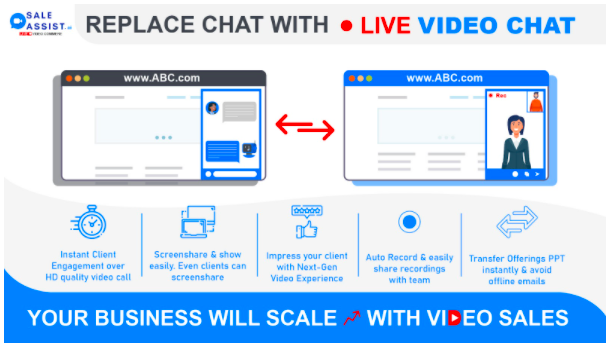 SALE
ASSIST
REPLACE CHAT WITH • LIVE VIDEO CHAT
www.ABC.com
www.ABC.com
Rec
Instant Client
Engagement over
HD quality video call
Screenshare & show
easily. Even clients can
screenshare
Impress your client
with Next-Gen
Video Experience
Auto Record & easily
share recordings
with team
Transfer Offerings PPT
instantly & avoid
offline emails
YOUR BUSINESS WILL SCALE WITH VIDEO SALES